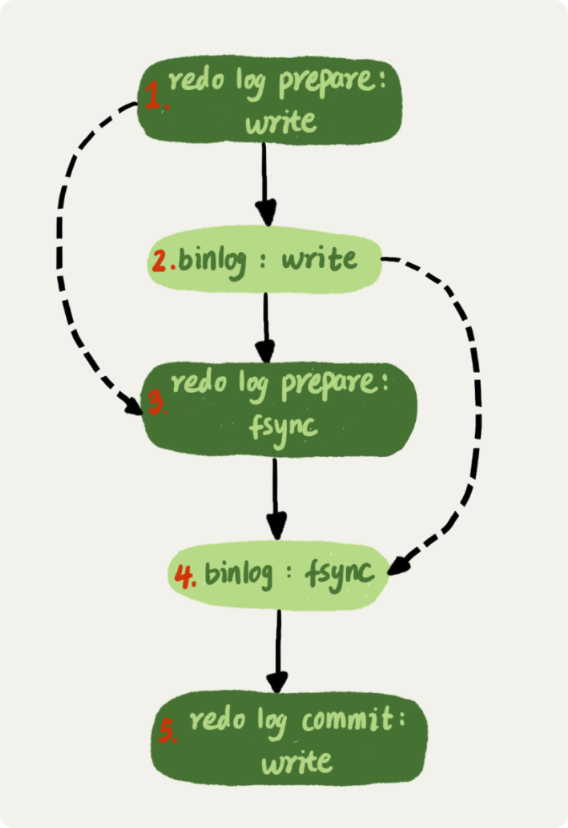 1. redo log prepare:
write
2. binlog : write
3. redo log prepare:
fsync
4. binlog : fsync
5. redo log commit:
write